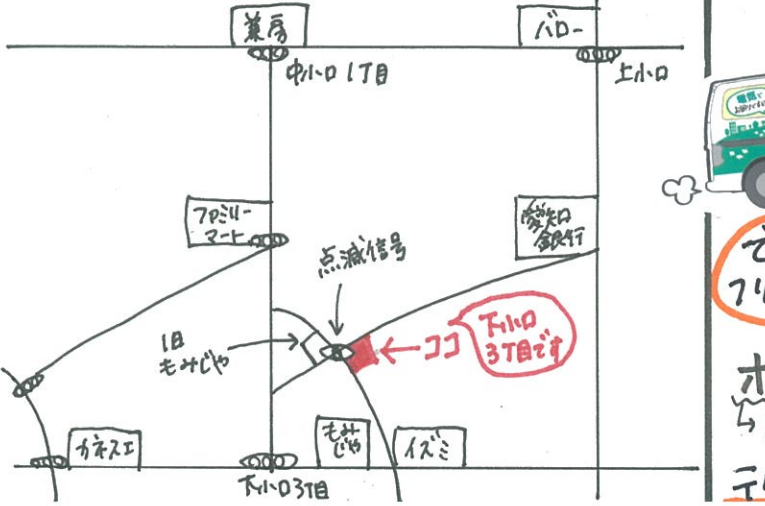 兼房
バロー
中小口1丁目
上小口
ファミリー
マート
愛知
銀行
点滅信号
旧
もみじや
ココ
下小口
3丁目です
カネスエ
もみ
じや
イズミ
下小口3丁目